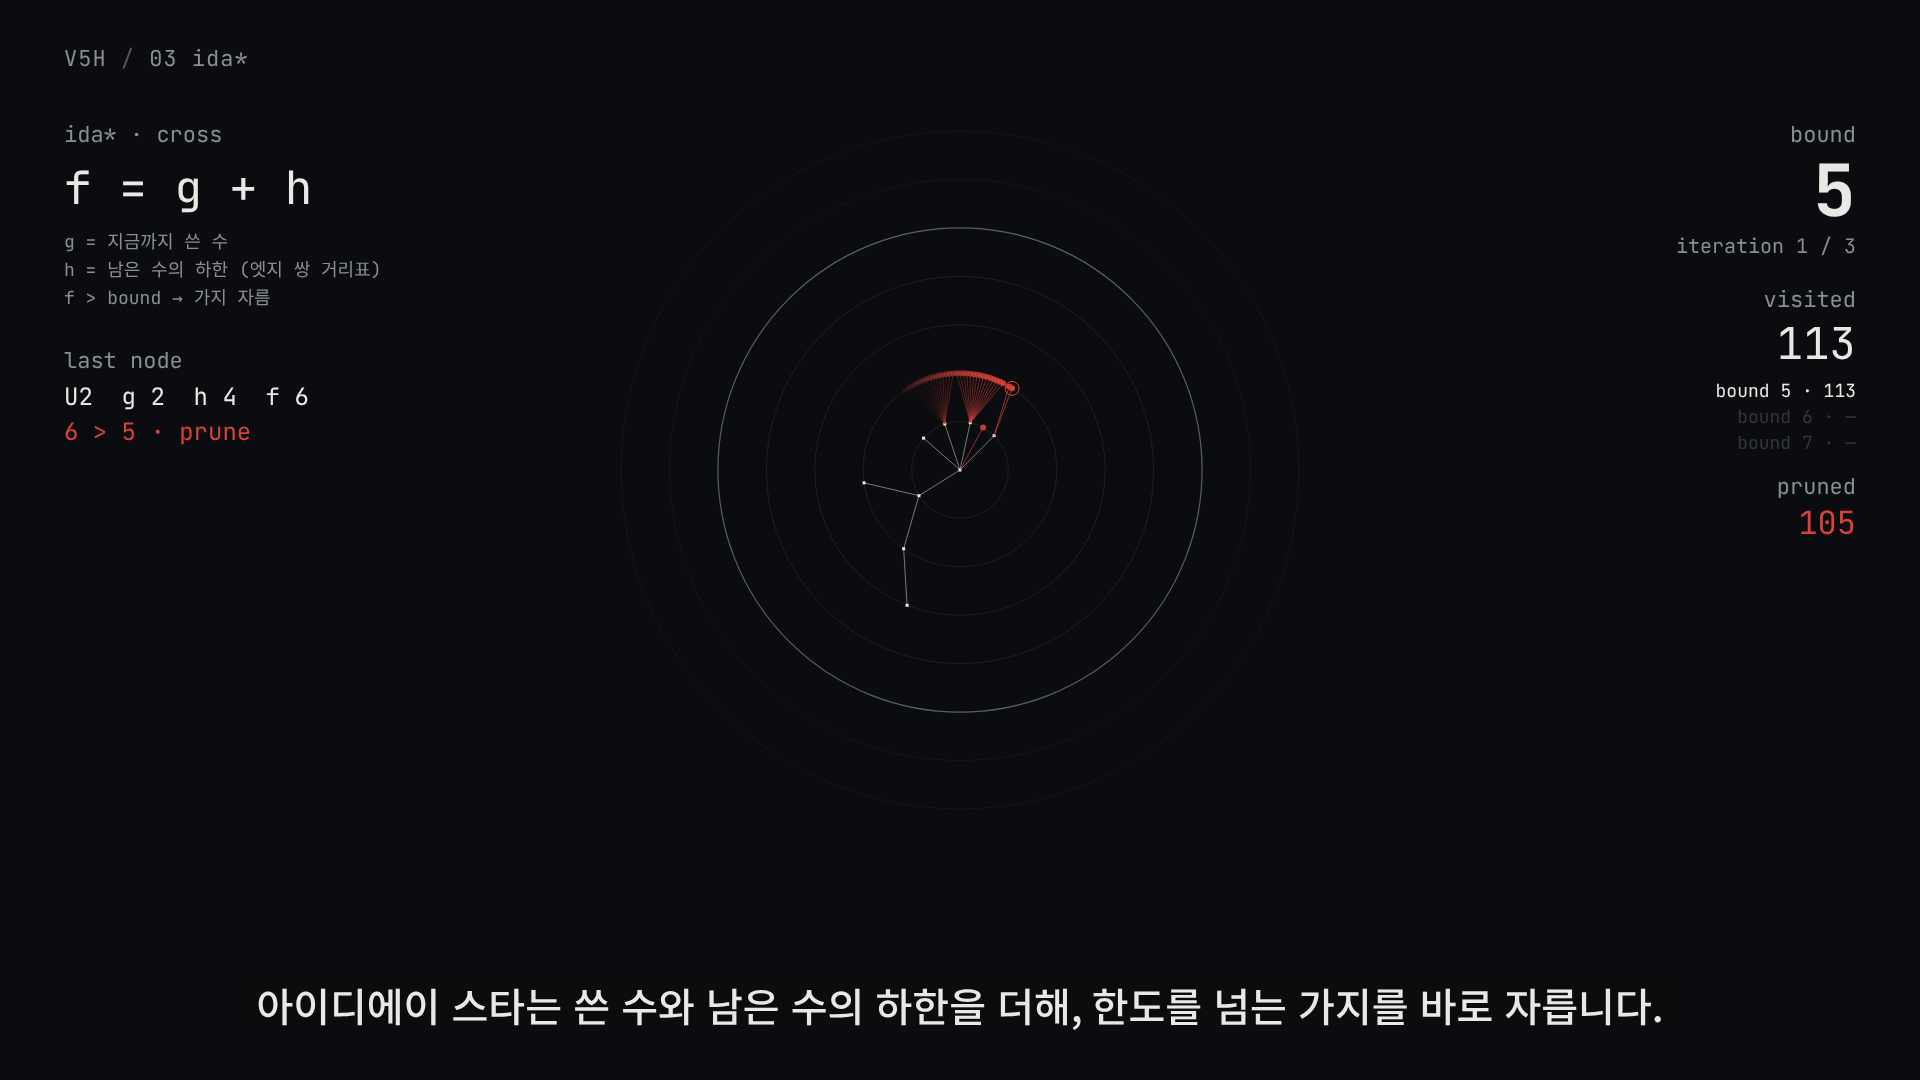 V5H / 03 ida*
ida* · cross
f = g + h
g = 지금까지 쓴 수
h = 남은 수의 하한 (엣지 쌍 거리표)
f > bound → 가지 자름
last node
U2 g 2 h 4 f 6
6 > 5 · prune
bound
5
iteration 1 / 3
visited
113
bound 5 · 113
bound 6 · —
bound 7 · —
pruned
105
아이디에이 스타는 쓴 수와 남은 수의 하한을 더해, 한도를 넘는 가지를 바로 자릅니다.